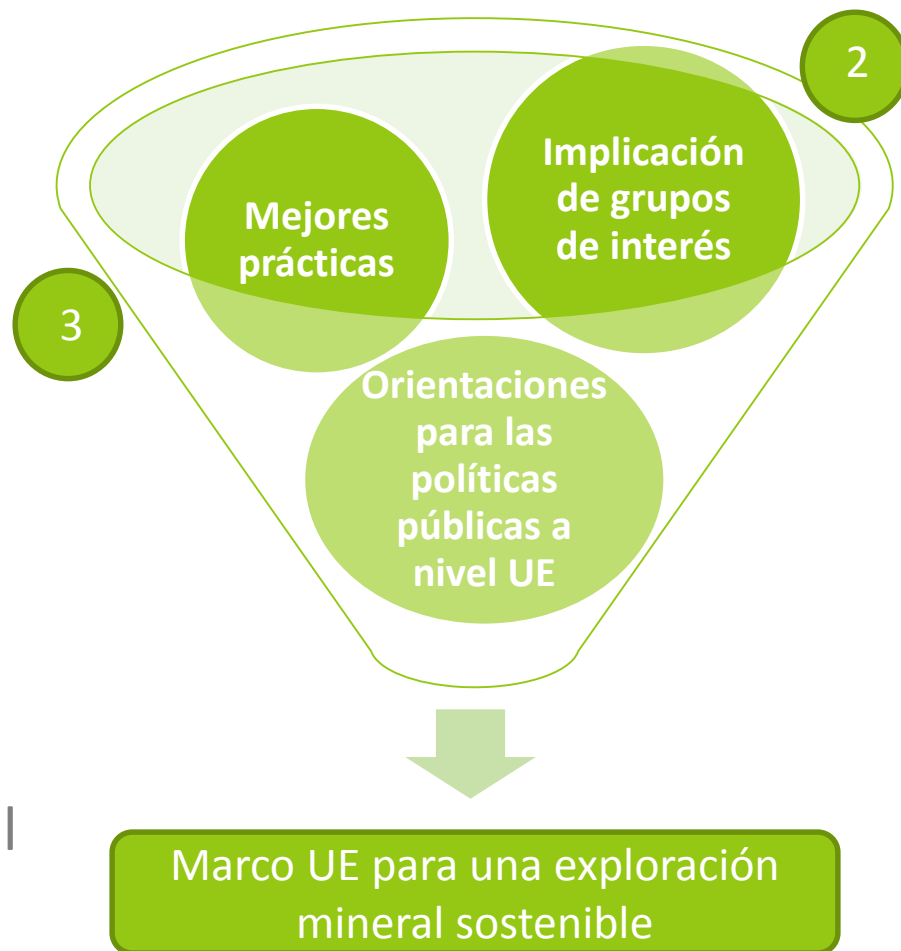 2
Implicación
de grupos
de interés
Mejores
prácticas
3
Orientaciones
para las
políticas
públicas a
nivel UE
Marco UE para una exploración
mineral sostenible